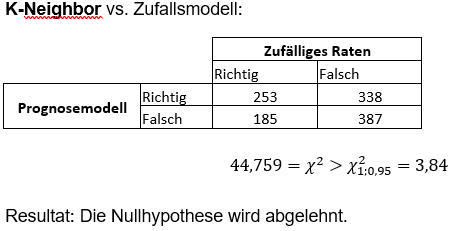 K-Neighbor vs. Zufallsmodell:
Zufälliges Raten
Richtig Falsch
Prognosemodell
Richtig 253 338
Falsch 185 387
44,759 = χ² > χ²₁;₀,₉₅ = 3,84
Resultat: Die Nullhypothese wird abgelehnt.